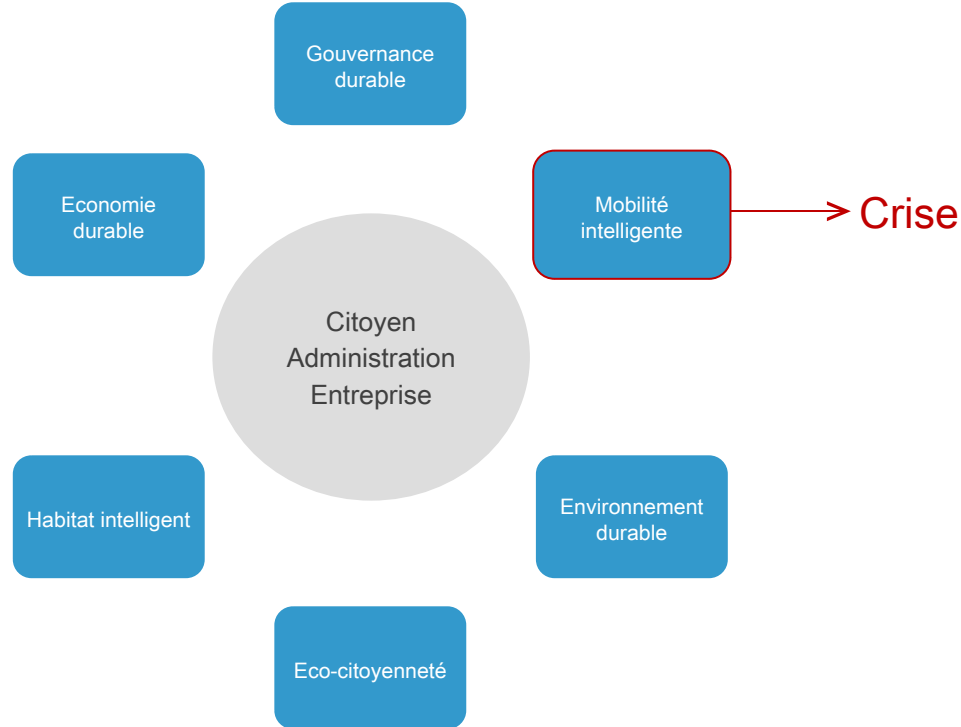 Gouvernance
durable
Economie
durable
Mobilité
intelligente
Crise
Citoyen
Administration
Entreprise
Habitat intelligent
Environnement
durable
Eco-citoyenneté